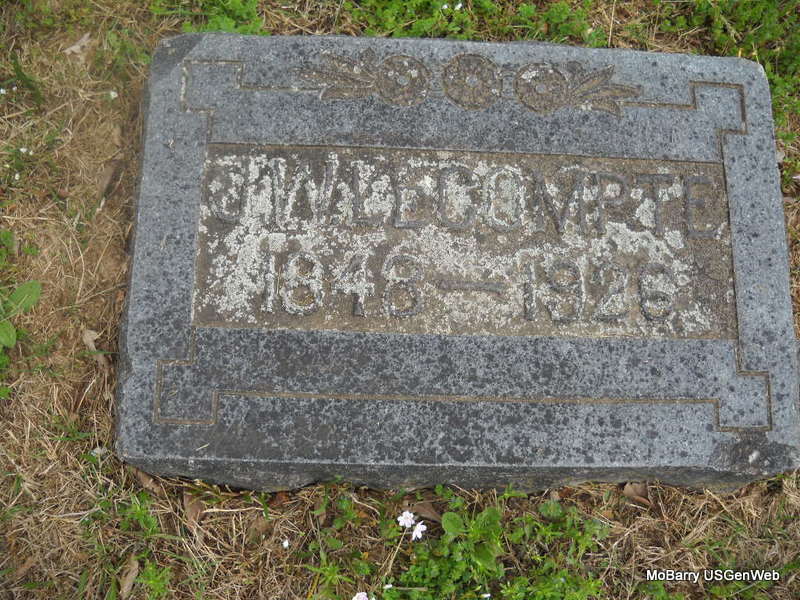 J.W. LeCOMPTE
1848 — 1926
MoBarry USGenWeb